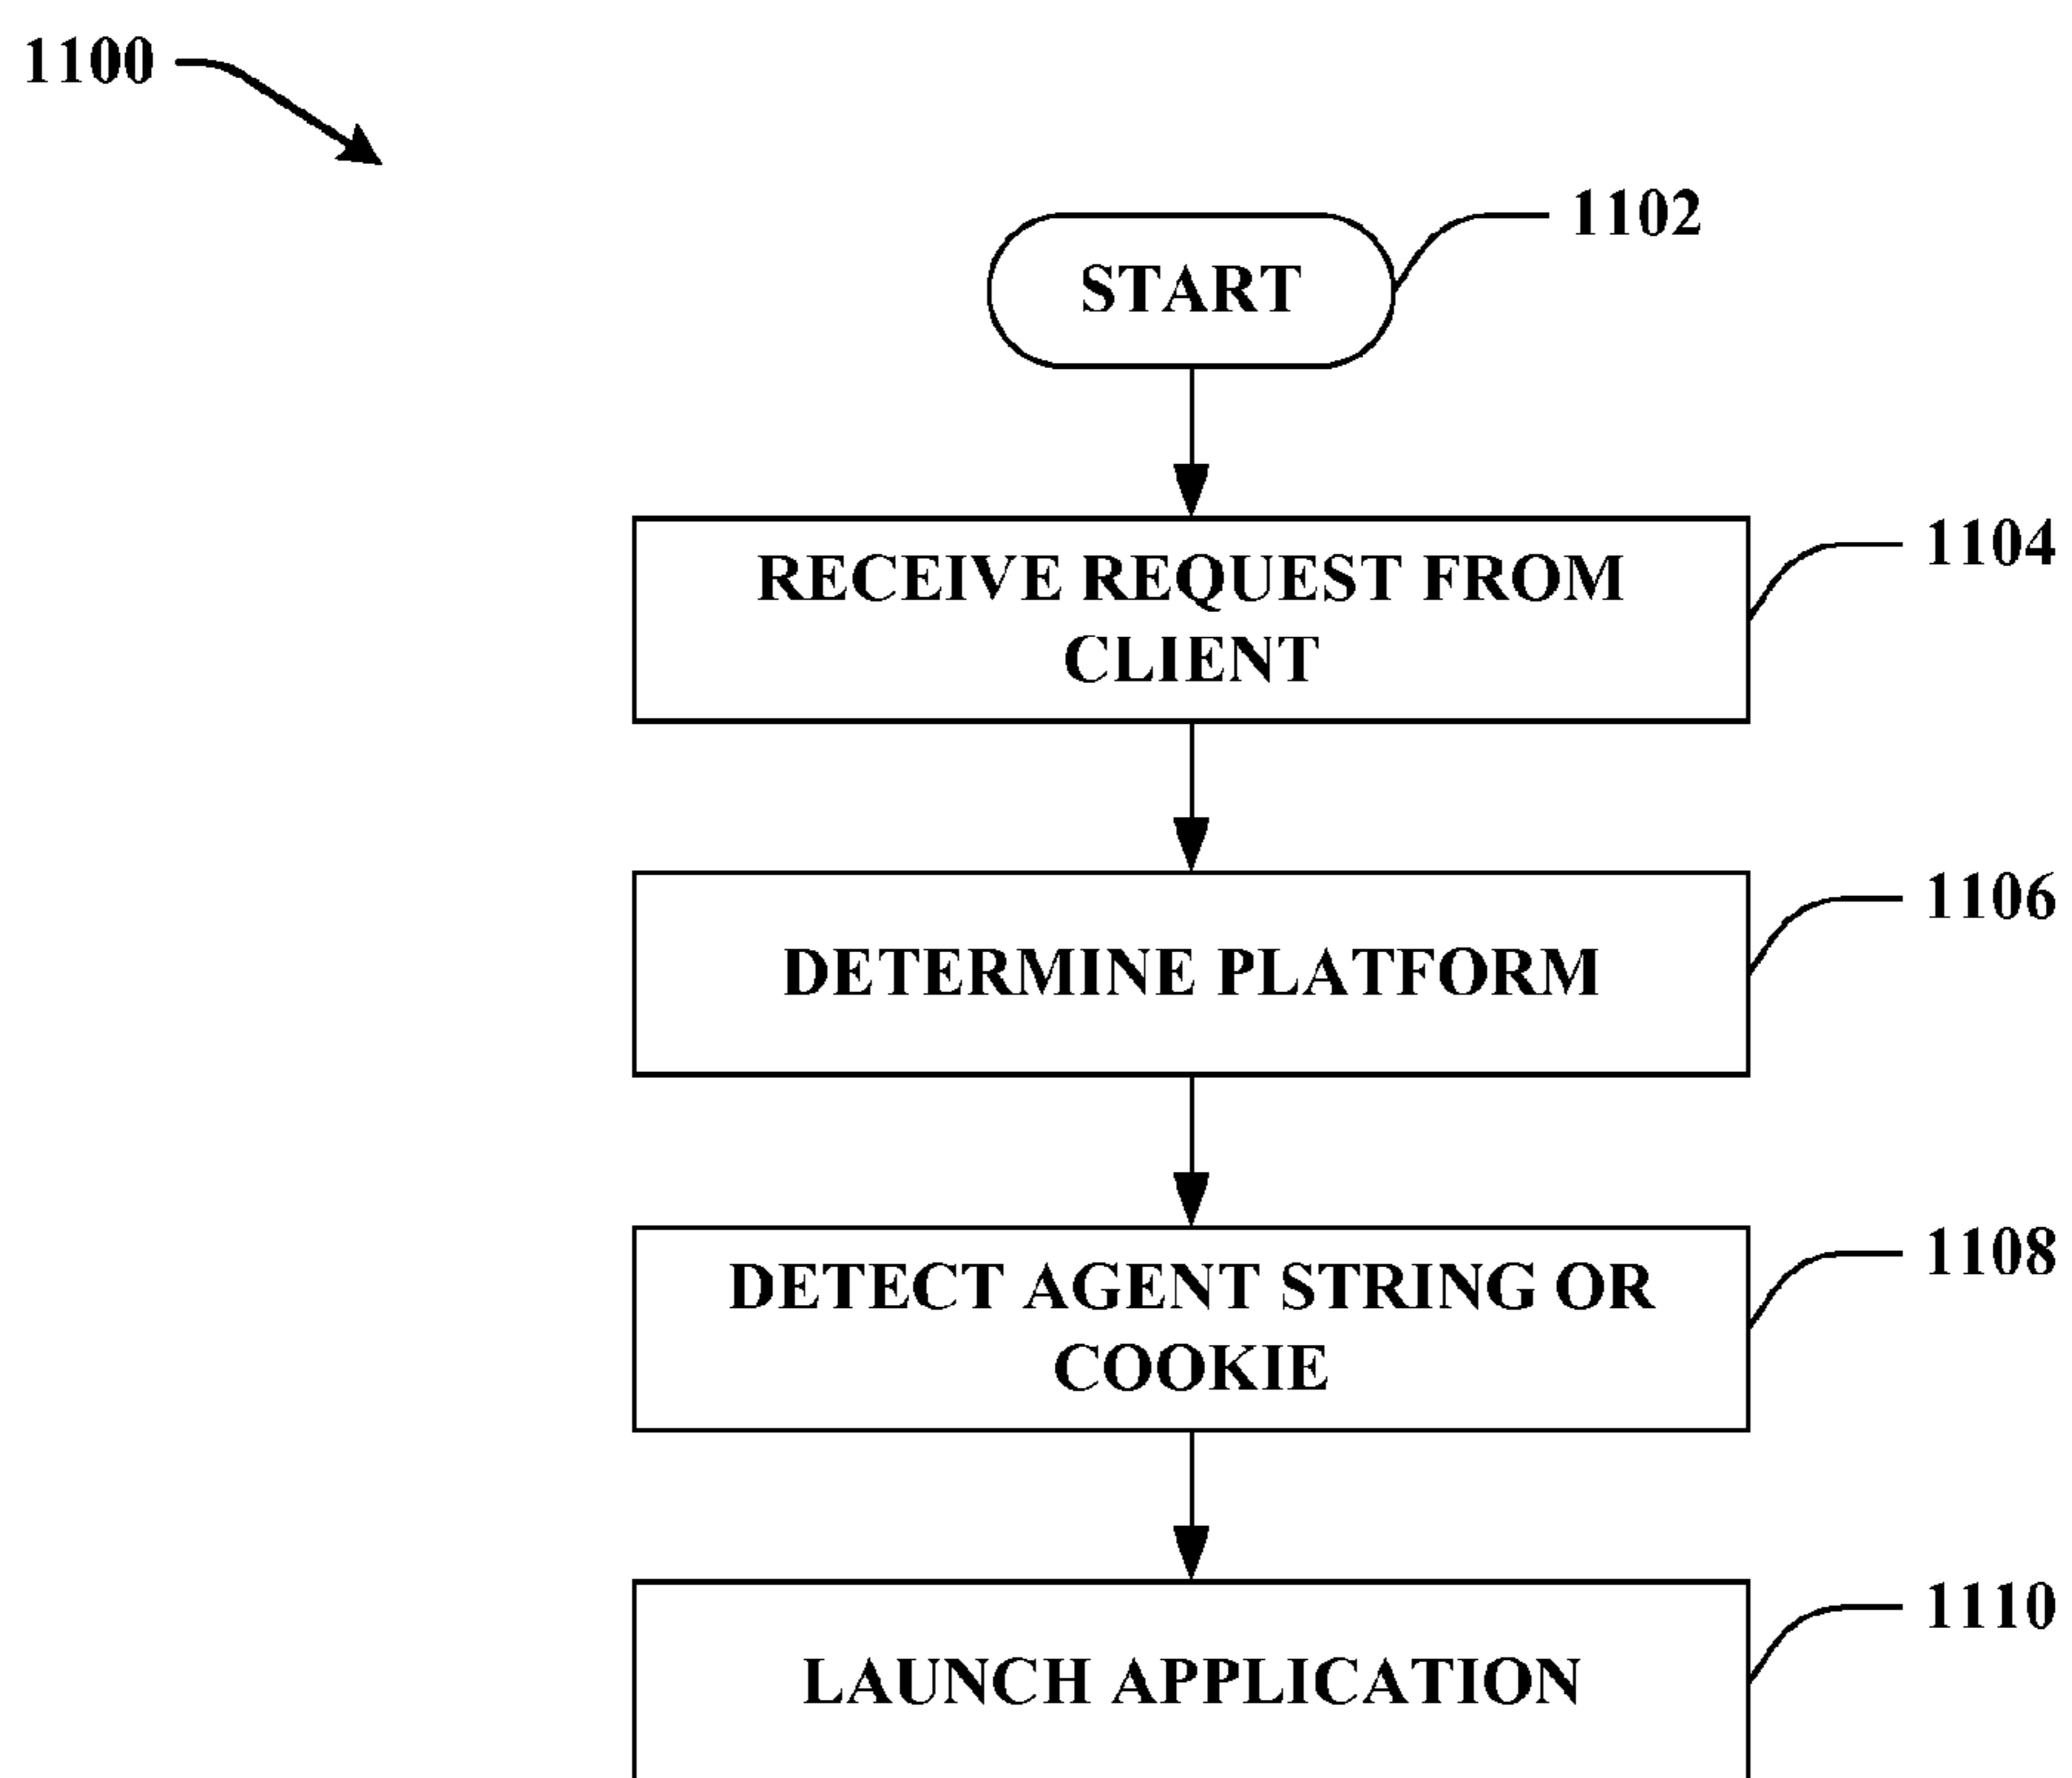 1100
1102
START
1104
RECEIVE REQUEST FROM
CLIENT
1106
DETERMINE PLATFORM
1108
DETECT AGENT STRING OR
COOKIE
1110
LAUNCH APPLICATION